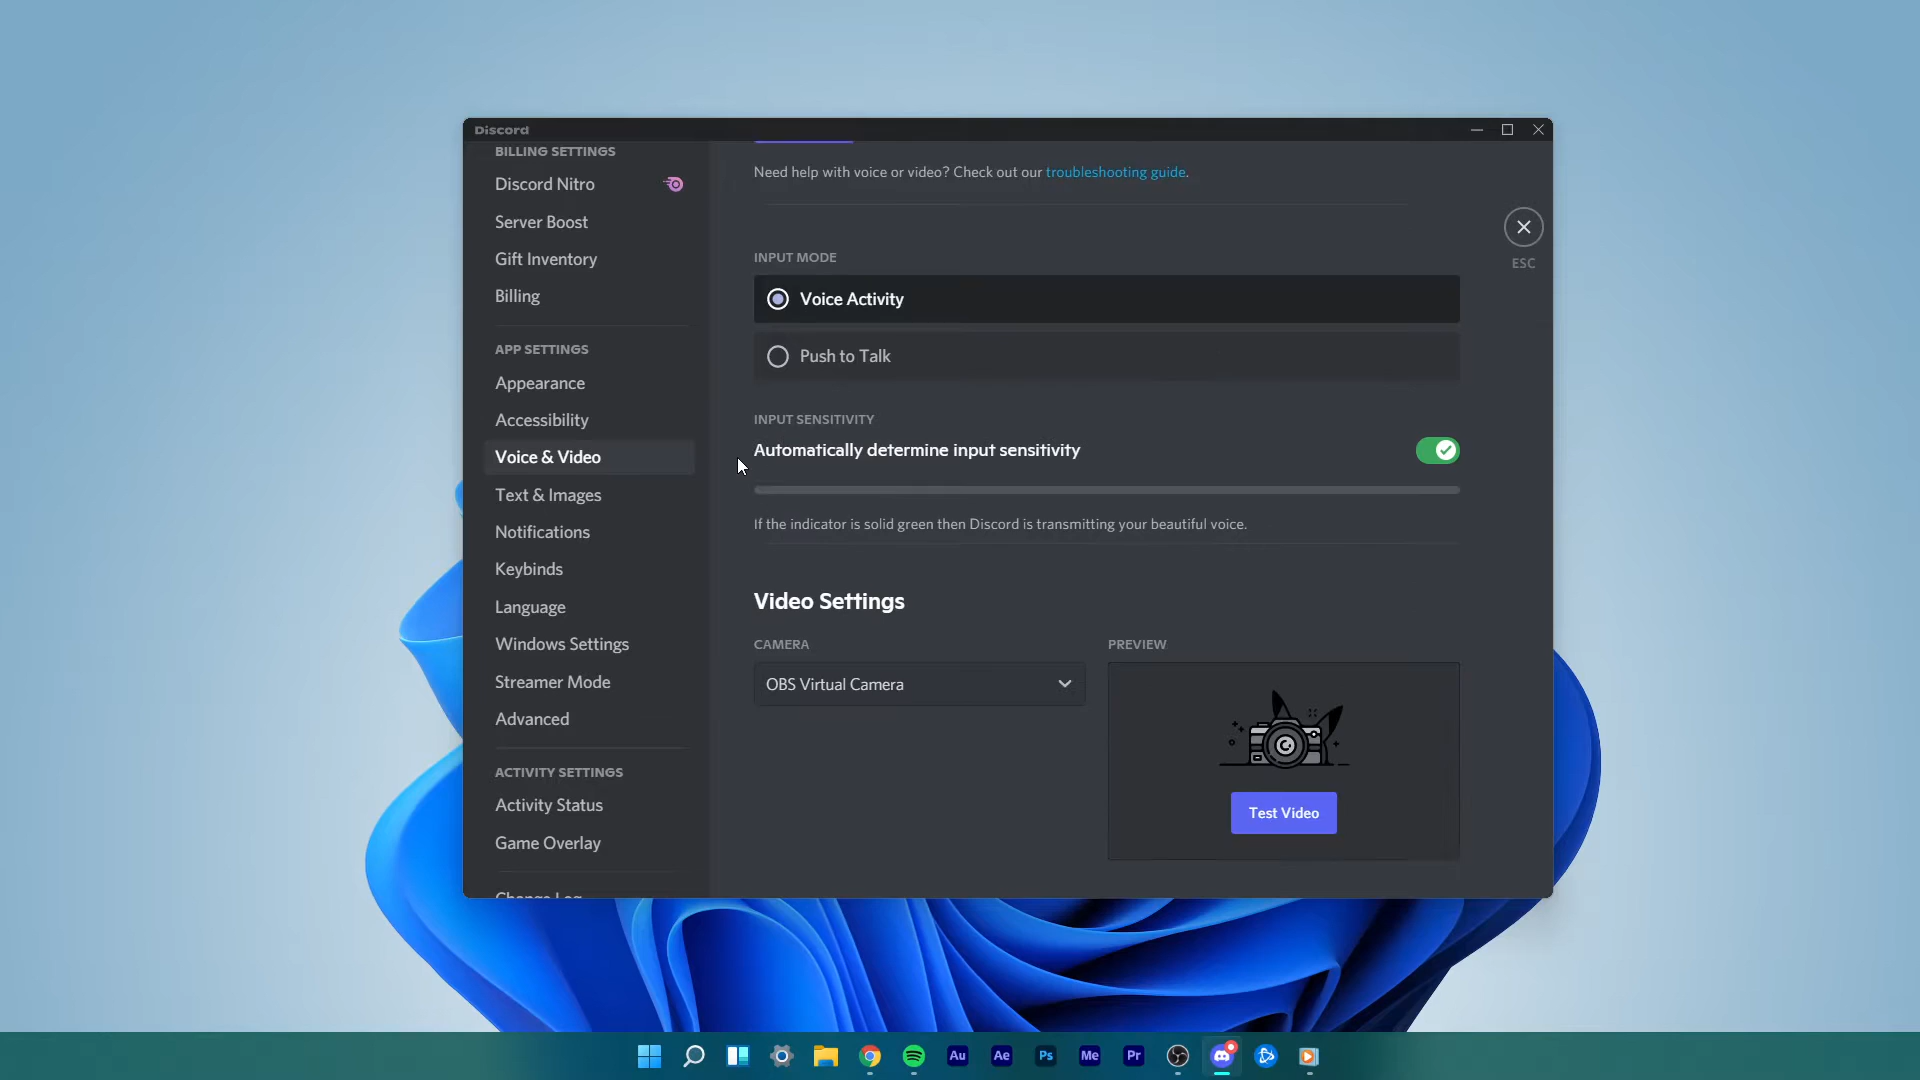 Discord
BILLING SETTINGS
Discord Nitro
Server Boost
Gift Inventory
Billing
APP SETTINGS
Appearance
Accessibility
Voice & Video
Text & Images
Notifications
Keybinds
Language
Windows Settings
Streamer Mode
Advanced
ACTIVITY SETTINGS
Activity Status
Game Overlay
Change Log
Need help with voice or video? Check out our troubleshooting guide.
ESC
INPUT MODE
Voice Activity
Push to Talk
INPUT SENSITIVITY
Automatically determine input sensitivity
If the indicator is solid green then Discord is transmitting your beautiful voice.
Video Settings
CAMERA
OBS Virtual Camera
PREVIEW
Test Video
Au
Ae
Ps
Me
Pr